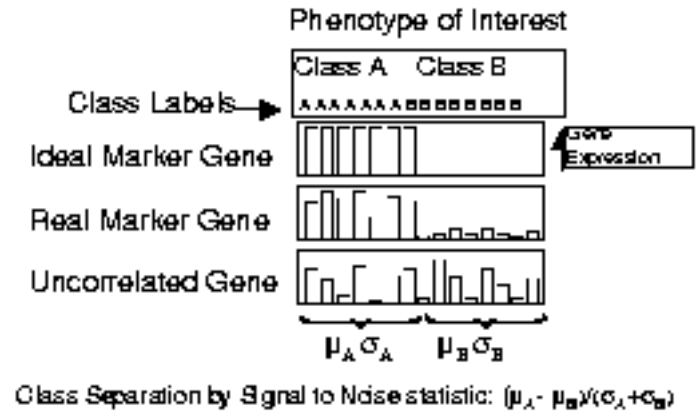 Phenotype of Interest
Class A Class B
Class Labels AAAAAAABBBBBBBB
Ideal Marker Gene
Gene
Expression
Real Marker Gene
Uncorrelated Gene
μA σA μB σB
Class Separation by Signal to Noise statistic: (μA - μB)/(σA+σB)